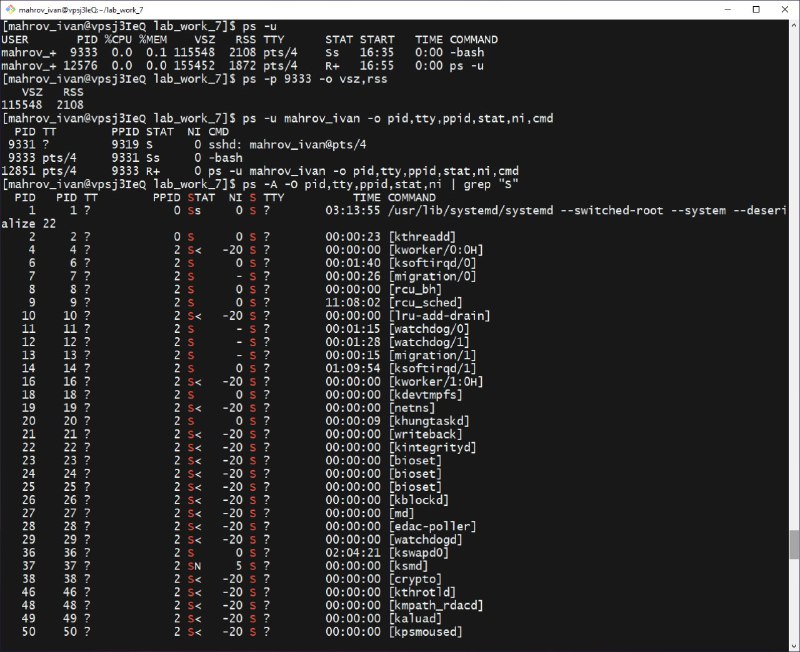 mahrov_ivan@vpsj3IeQ:~/lab_work_7
[mahrov_ivan@vpsj3IeQ lab_work_7]$ ps -u
USER       PID %CPU %MEM    VSZ   RSS TTY      STAT START   TIME COMMAND
mahrov_+  9333  0.0  0.1 115548  2108 pts/4    Ss   16:35   0:00 -bash
mahrov_+ 12576  0.0  0.0 155452  1872 pts/4    R+   16:55   0:00 ps -u
[mahrov_ivan@vpsj3IeQ lab_work_7]$ ps -p 9333 -o vsz,rss
   VSZ   RSS
115548  2108
[mahrov_ivan@vpsj3IeQ lab_work_7]$ ps -u mahrov_ivan -o pid,tty,ppid,stat,ni,cmd
  PID TT        PPID STAT  NI CMD
 9331 ?         9319 S      0 sshd: mahrov_ivan@pts/4
 9333 pts/4     9331 Ss     0 -bash
12851 pts/4     9333 R+     0 ps -u mahrov_ivan -o pid,tty,ppid,stat,ni,cmd
[mahrov_ivan@vpsj3IeQ lab_work_7]$ ps -A -O pid,tty,ppid,stat,ni | grep "S"
  PID   PID TT        PPID STAT  NI S TTY          TIME COMMAND
    1     1 ?            0 Ss     0 S ?        03:13:55 /usr/lib/systemd/systemd --switched-root --system --deseri
alize 22
    2     2 ?            0 S      0 S ?        00:00:23 [kthreadd]
    4     4 ?            2 S<   -20 S ?        00:00:00 [kworker/0:0H]
    6     6 ?            2 S      0 S ?        00:01:40 [ksoftirqd/0]
    7     7 ?            2 S      - S ?        00:00:26 [migration/0]
    8     8 ?            2 S      0 S ?        00:00:00 [rcu_bh]
    9     9 ?            2 S      0 S ?        11:08:02 [rcu_sched]
   10    10 ?            2 S<   -20 S ?        00:00:00 [lru-add-drain]
   11    11 ?            2 S      - S ?        00:01:15 [watchdog/0]
   12    12 ?            2 S      - S ?        00:01:28 [watchdog/1]
   13    13 ?            2 S      - S ?        00:00:15 [migration/1]
   14    14 ?            2 S      0 S ?        01:09:54 [ksoftirqd/1]
   16    16 ?            2 S<   -20 S ?        00:00:00 [kworker/1:0H]
   18    18 ?            2 S      0 S ?        00:00:00 [kdevtmpfs]
   19    19 ?            2 S<   -20 S ?        00:00:00 [netns]
   20    20 ?            2 S      0 S ?        00:00:09 [khungtaskd]
   21    21 ?            2 S<   -20 S ?        00:00:00 [writeback]
   22    22 ?            2 S<   -20 S ?        00:00:00 [kintegrityd]
   23    23 ?            2 S<   -20 S ?        00:00:00 [bioset]
   24    24 ?            2 S<   -20 S ?        00:00:00 [bioset]
   25    25 ?            2 S<   -20 S ?        00:00:00 [bioset]
   26    26 ?            2 S<   -20 S ?        00:00:00 [kblockd]
   27    27 ?            2 S<   -20 S ?        00:00:00 [md]
   28    28 ?            2 S<   -20 S ?        00:00:00 [edac-poller]
   29    29 ?            2 S<   -20 S ?        00:00:00 [watchdogd]
   36    36 ?            2 S      0 S ?        02:04:21 [kswapd0]
   37    37 ?            2 SN     5 S ?        00:00:00 [ksmd]
   38    38 ?            2 S<   -20 S ?        00:00:00 [crypto]
   46    46 ?            2 S<   -20 S ?        00:00:00 [kthrotld]
   48    48 ?            2 S<   -20 S ?        00:00:00 [kmpath_rdacd]
   49    49 ?            2 S<   -20 S ?        00:00:00 [kaluad]
   50    50 ?            2 S<   -20 S ?        00:00:00 [kpsmoused]